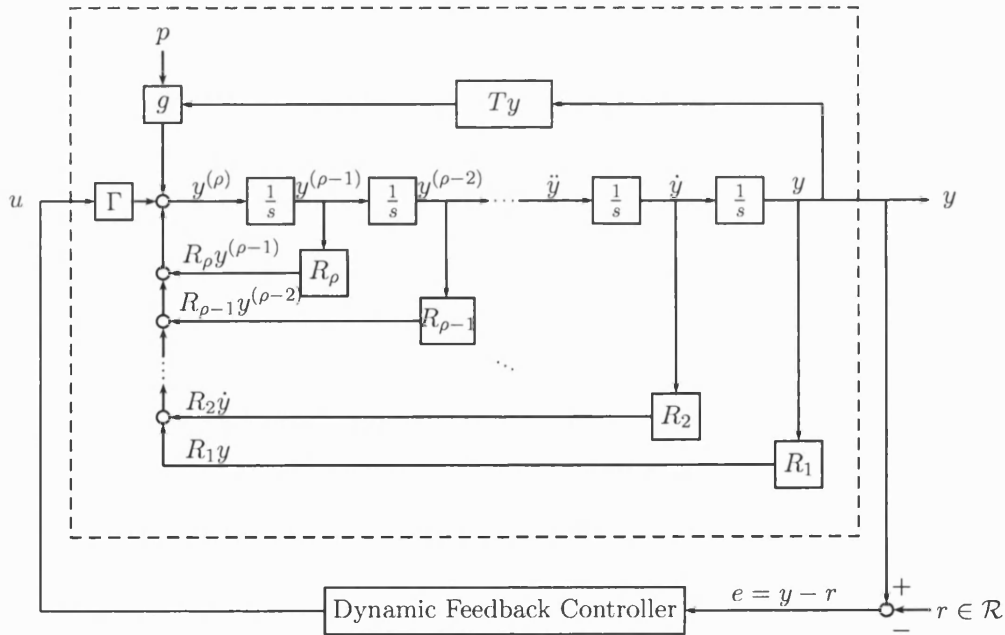 p
g
Ty
u
Γ
y^{(ρ)}
1/s
y^{(ρ−1)}
1/s
y^{(ρ−2)}
...
ÿ
1/s
ẏ
1/s
y
y
R_ρ y^{(ρ−1)}
R_ρ
R_{ρ−1} y^{(ρ−2)}
R_{ρ−1}
⋮
⋱
R_2 ẏ
R_2
R_1 y
R_1
Dynamic Feedback Controller
e = y − r
+
−
r ∈ ℛ